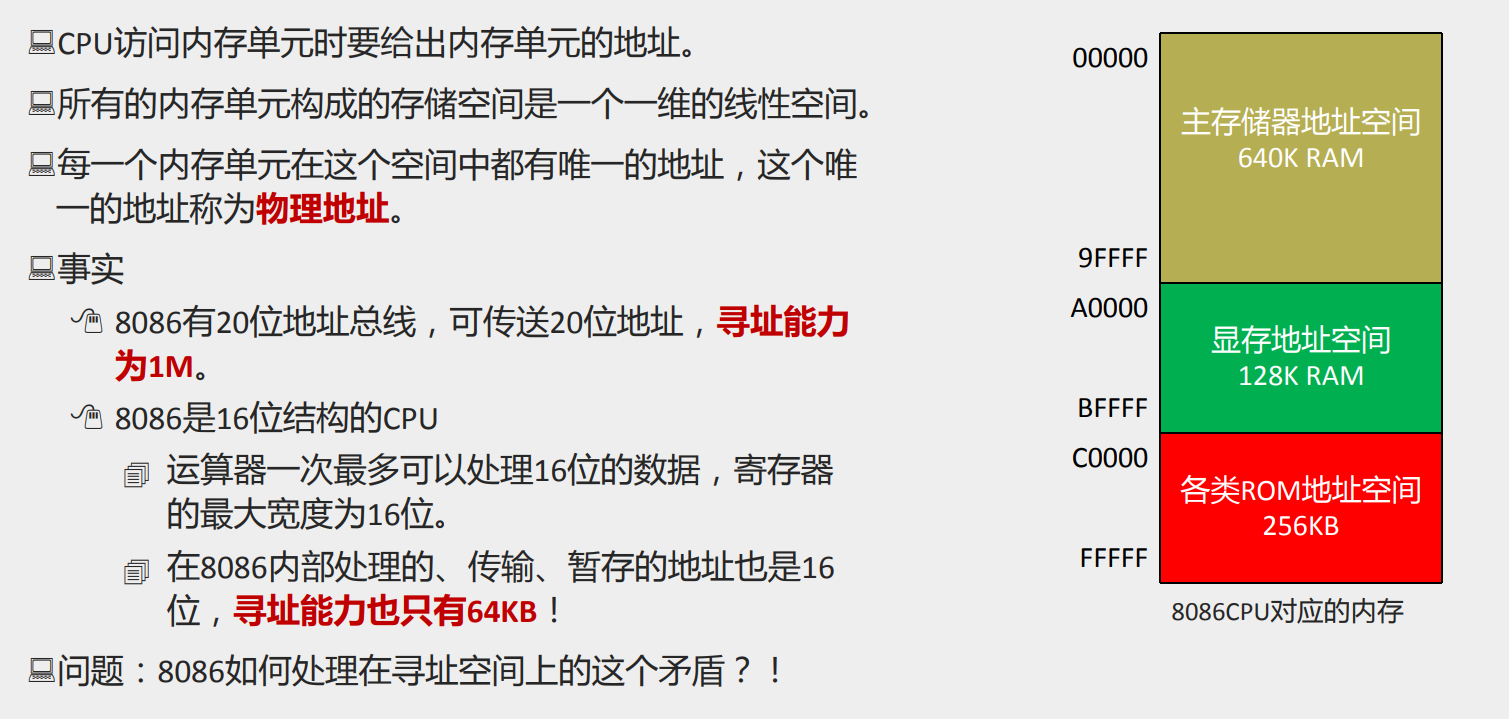 CPU访问内存单元时要给出内存单元的地址。
所有的内存单元构成的存储空间是一个一维的线性空间。
每一个内存单元在这个空间中都有唯一的地址，这个唯
一的地址称为物理地址。
事实
8086有20位地址总线，可传送20位地址，寻址能力
为1M。
8086是16位结构的CPU
运算器一次最多可以处理16位的数据，寄存器
的最大宽度为16位。
在8086内部处理的、传输、暂存的地址也是16
位，寻址能力也只有64KB！
问题：8086如何处理在寻址空间上的这个矛盾？！
00000
主存储器地址空间
640K RAM
9FFFF
A0000
显存地址空间
128K RAM
BFFFF
C0000
各类ROM地址空间
256KB
FFFFF
8086CPU对应的内存